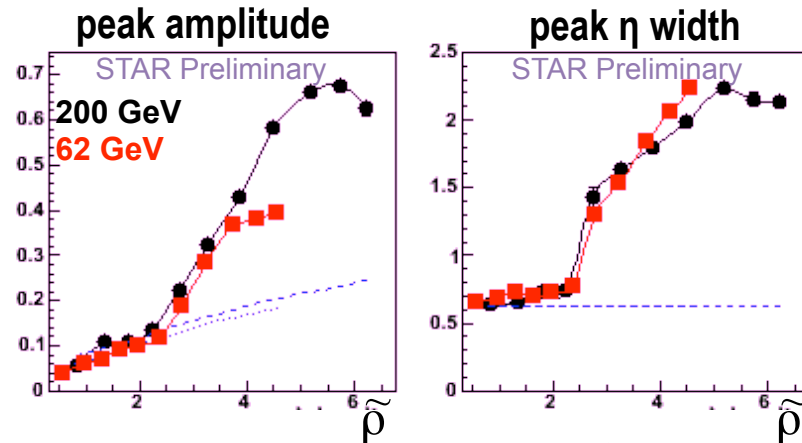 peak amplitude
STAR Preliminary
200 GeV
62 GeV
0.7
0.6
0.5
0.4
0.3
0.2
0.1
0
2
4
6
ρ̃
peak η width
STAR Preliminary
2.5
2
1.5
1
0.5
0
2
4
6
ρ̃